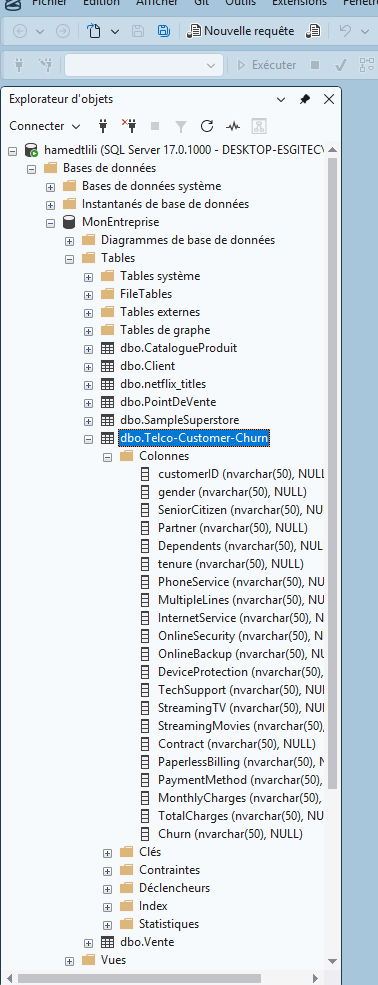 Fichier Edition Afficher Git Outils Extensions Fenêtre
Nouvelle requête
Exécuter
Explorateur d'objets
Connecter
hamedtlili (SQL Server 17.0.1000 - DESKTOP-ESGITEC
Bases de données
Bases de données système
Instantanés de base de données
MonEntreprise
Diagrammes de base de données
Tables
Tables système
FileTables
Tables externes
Tables de graphe
dbo.CatalogueProduit
dbo.Client
dbo.netflix_titles
dbo.PointDeVente
dbo.SampleSuperstore
dbo.Telco-Customer-Churn
Colonnes
customerID (nvarchar(50), NULL
gender (nvarchar(50), NULL)
SeniorCitizen (nvarchar(50), NU
Partner (nvarchar(50), NULL)
Dependents (nvarchar(50), NUL
tenure (nvarchar(50), NULL)
PhoneService (nvarchar(50), NU
MultipleLines (nvarchar(50), NU
InternetService (nvarchar(50), N
OnlineSecurity (nvarchar(50), N
OnlineBackup (nvarchar(50), NU
DeviceProtection (nvarchar(50),
TechSupport (nvarchar(50), NUL
StreamingTV (nvarchar(50), NUL
StreamingMovies (nvarchar(50),
Contract (nvarchar(50), NULL)
PaperlessBilling (nvarchar(50), N
PaymentMethod (nvarchar(50),
MonthlyCharges (nvarchar(50),
TotalCharges (nvarchar(50), NU
Churn (nvarchar(50), NULL)
Clés
Contraintes
Déclencheurs
Index
Statistiques
dbo.Vente
Vues